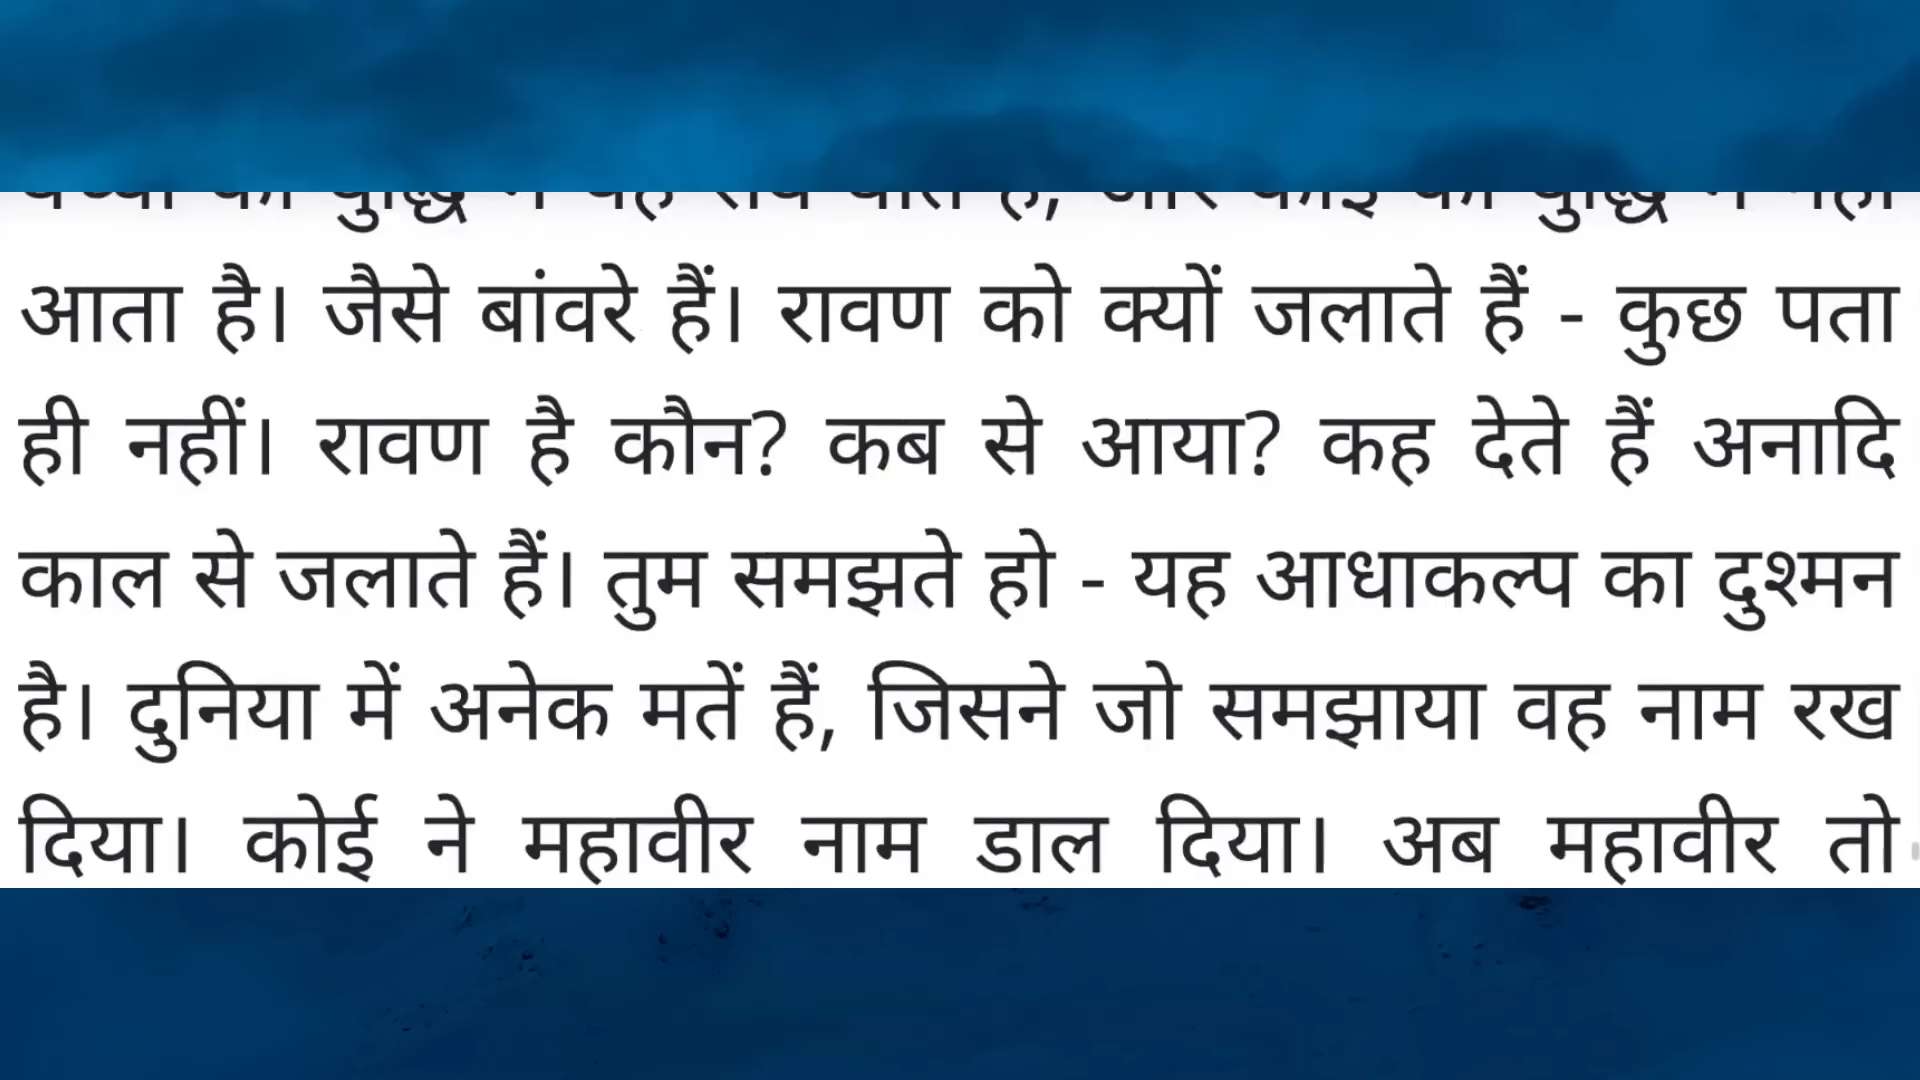 आता है। जैसे बांवरे हैं। रावण को क्यों जलाते हैं - कुछ पता
ही नहीं। रावण है कौन? कब से आया? कह देते हैं अनादि
काल से जलाते हैं। तुम समझते हो - यह आधाकल्प का दुश्मन
है। दुनिया में अनेक मतें हैं, जिसने जो समझाया वह नाम रख
दिया। कोई ने महावीर नाम डाल दिया। अब महावीर तो